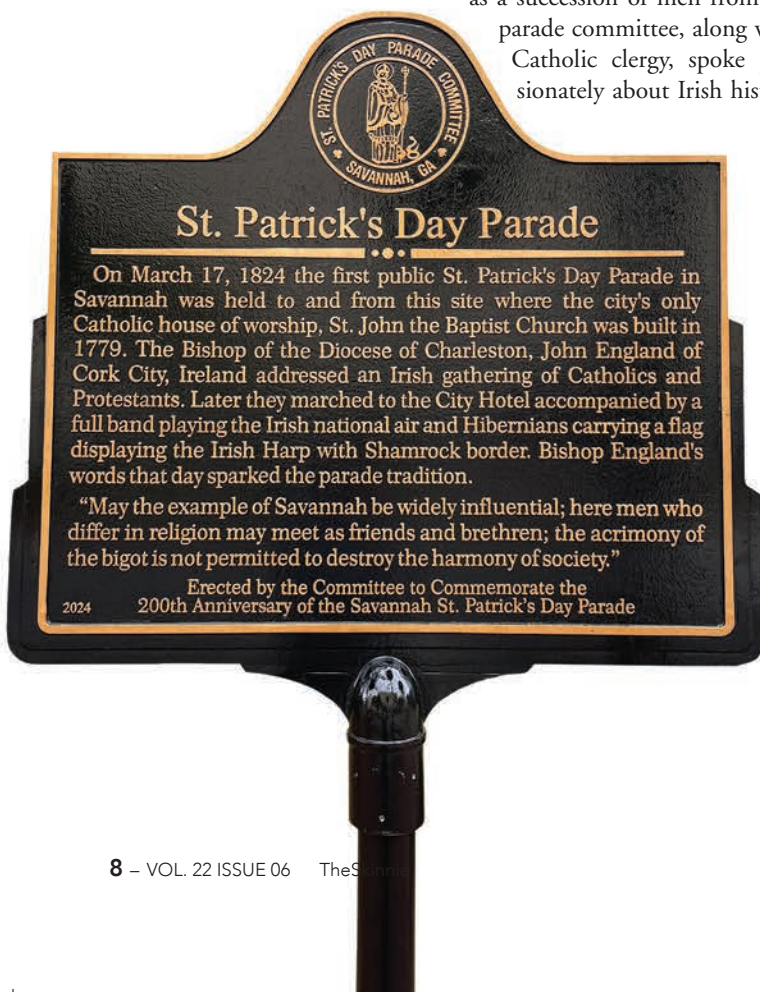 as a succession of men from
parade committee, along
Catholic clergy, spoke
sionately about Irish
ST. PATRICK'S DAY PARADE COMMITTEE
SAVANNAH, GA
St. Patrick's Day Parade
On March 17, 1824 the first public St. Patrick's Day Parade in
Savannah was held to and from this site where the city's only
Catholic house of worship, St. John the Baptist Church was built in
1779. The Bishop of the Diocese of Charleston, John England of
Cork City, Ireland addressed an Irish gathering of Catholics and
Protestants. Later they marched to the City Hotel accompanied by a
full band playing the Irish national air and Hibernians carrying a flag
displaying the Irish Harp with Shamrock border. Bishop England's
words that day sparked the parade tradition.
“May the example of Savannah be widely influential; here men who
differ in religion may meet as friends and brethren; the acrimony of
the bigot is not permitted to destroy the harmony of society.”
Erected by the Committee to Commemorate the
2024 200th Anniversary of the Savannah St. Patrick's Day Parade
8 – VOL. 22 ISSUE 06 TheSkinnie